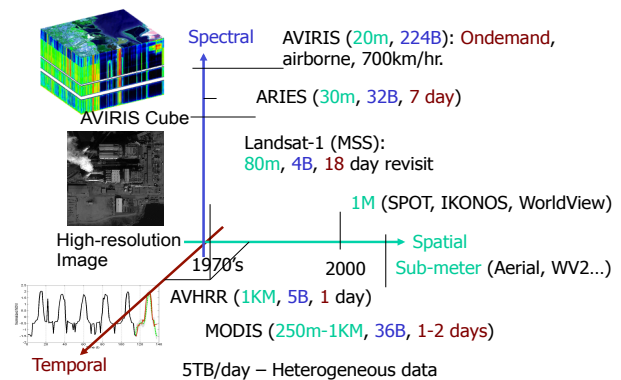 Spectral
AVIRIS (20m, 224B): Ondemand,
airborne, 700km/hr.
ARIES (30m, 32B, 7 day)
AVIRIS Cube
Landsat-1 (MSS):
80m, 4B, 18 day revisit
1M (SPOT, IKONOS, WorldView)
High-resolution
Image
Spatial
1970's
2000
Sub-meter (Aerial, WV2...)
AVHRR (1KM, 5B, 1 day)
MODIS (250m-1KM, 36B, 1-2 days)
Temporal
5TB/day – Heterogeneous data